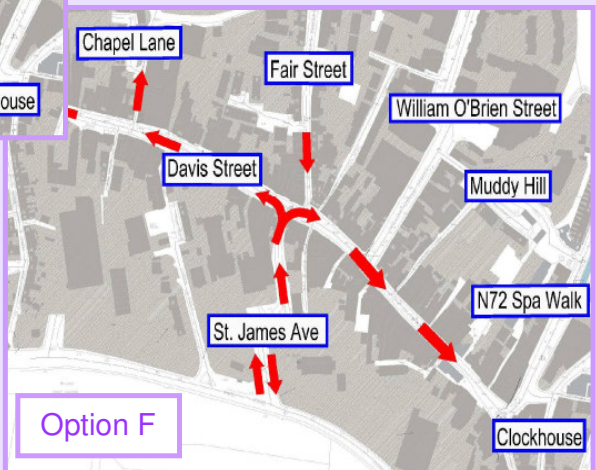 Chapel Lane
Fair Street
ouse
William O'Brien Street
Davis Street
Muddy Hill
N72 Spa Walk
St. James Ave
Option F
Clockhouse